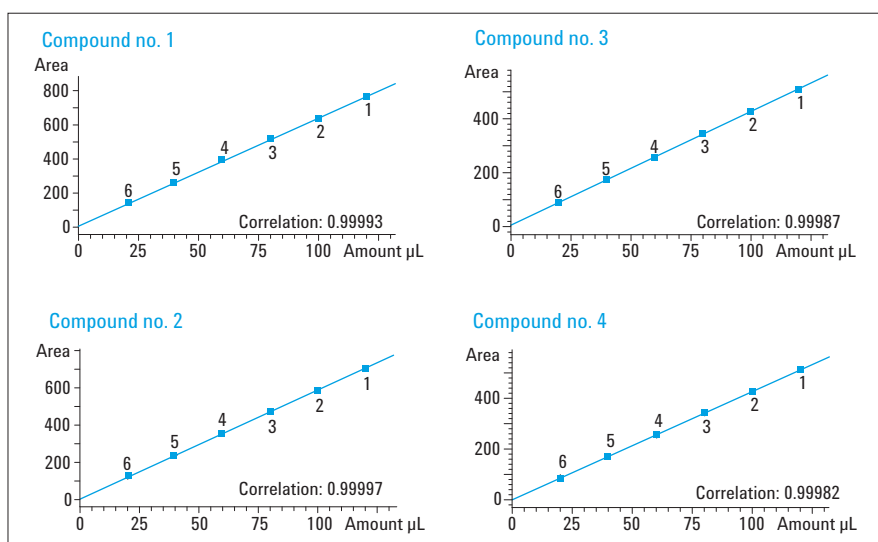 Compound no. 1
Area
800
600
400
200
0
6
5
4
3
2
1
Correlation: 0.99993
0 25 50 75 100 Amount µL
Compound no. 3
Area
400
200
0
6
5
4
3
2
1
Correlation: 0.99987
0 25 50 75 100 Amount µL
Compound no. 2
Area
600
400
200
0
6
5
4
3
2
1
Correlation: 0.99997
0 25 50 75 100 Amount µL
Compound no. 4
Area
400
200
0
6
5
4
3
2
1
Correlation: 0.99982
0 25 50 75 100 Amount µL